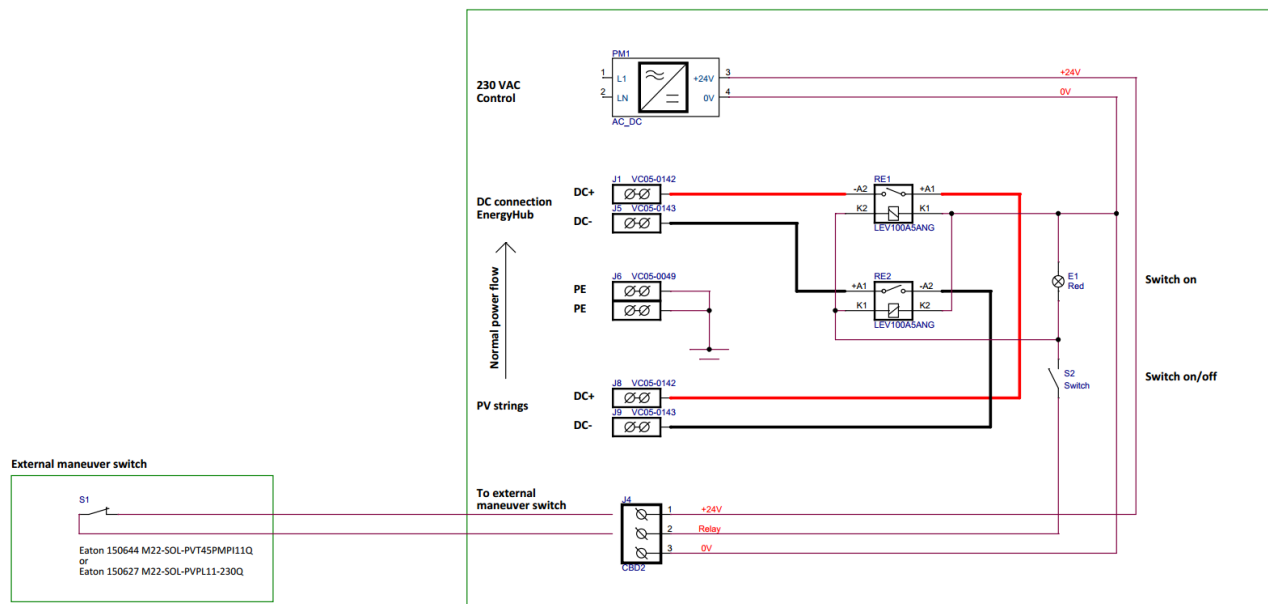 PM1
230 VAC
Control
1 L1 +24V 3 +24V
2 LN 0V 4 0V
AC_DC
J1 VC05-0142
DC+
RE1
-A2 +A1
DC connection
EnergyHub
J5 VC05-0143
DC-
K2 K1
LEV100A5ANG
J6 VC05-0049
PE
PE
RE2
+A1 -A2
K1 K2
LEV100A5ANG
E1
Red
Switch on
Normal power flow
J8 VC05-0142
DC+
PV strings
J9 VC05-0143
DC-
S2
Switch
Switch on/off
External maneuver switch
S1
Eaton 150644 M22-SOL-PVT45PMPI11Q
or
Eaton 150627 M22-SOL-PVPL11-230Q
To external
maneuver switch
J4
1 +24V
2 Relay
3 0V
CBD2